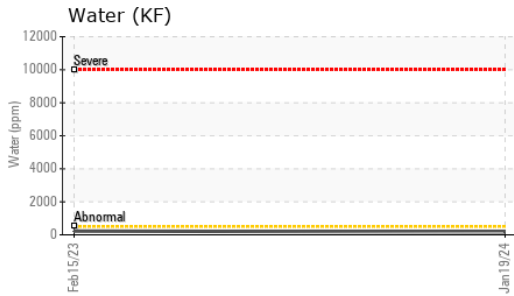 Water (KF)
12000
Severe
10000
8000
6000
4000
2000
Abnormal
0
Water (ppm)
Feb15/23
Jan19/24